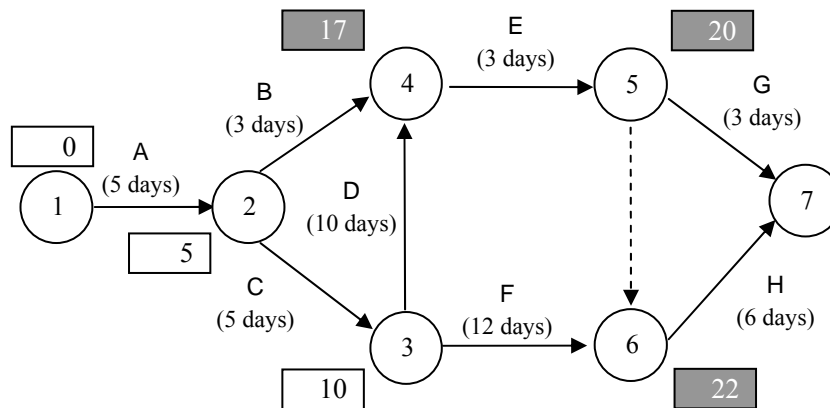 17
E
(3 days)
20
B
(3 days)
4
5
G
(3 days)
0
A
(5 days)
1
2
D
(10 days)
7
5
C
(5 days)
F
(12 days)
H
(6 days)
3
6
10
22